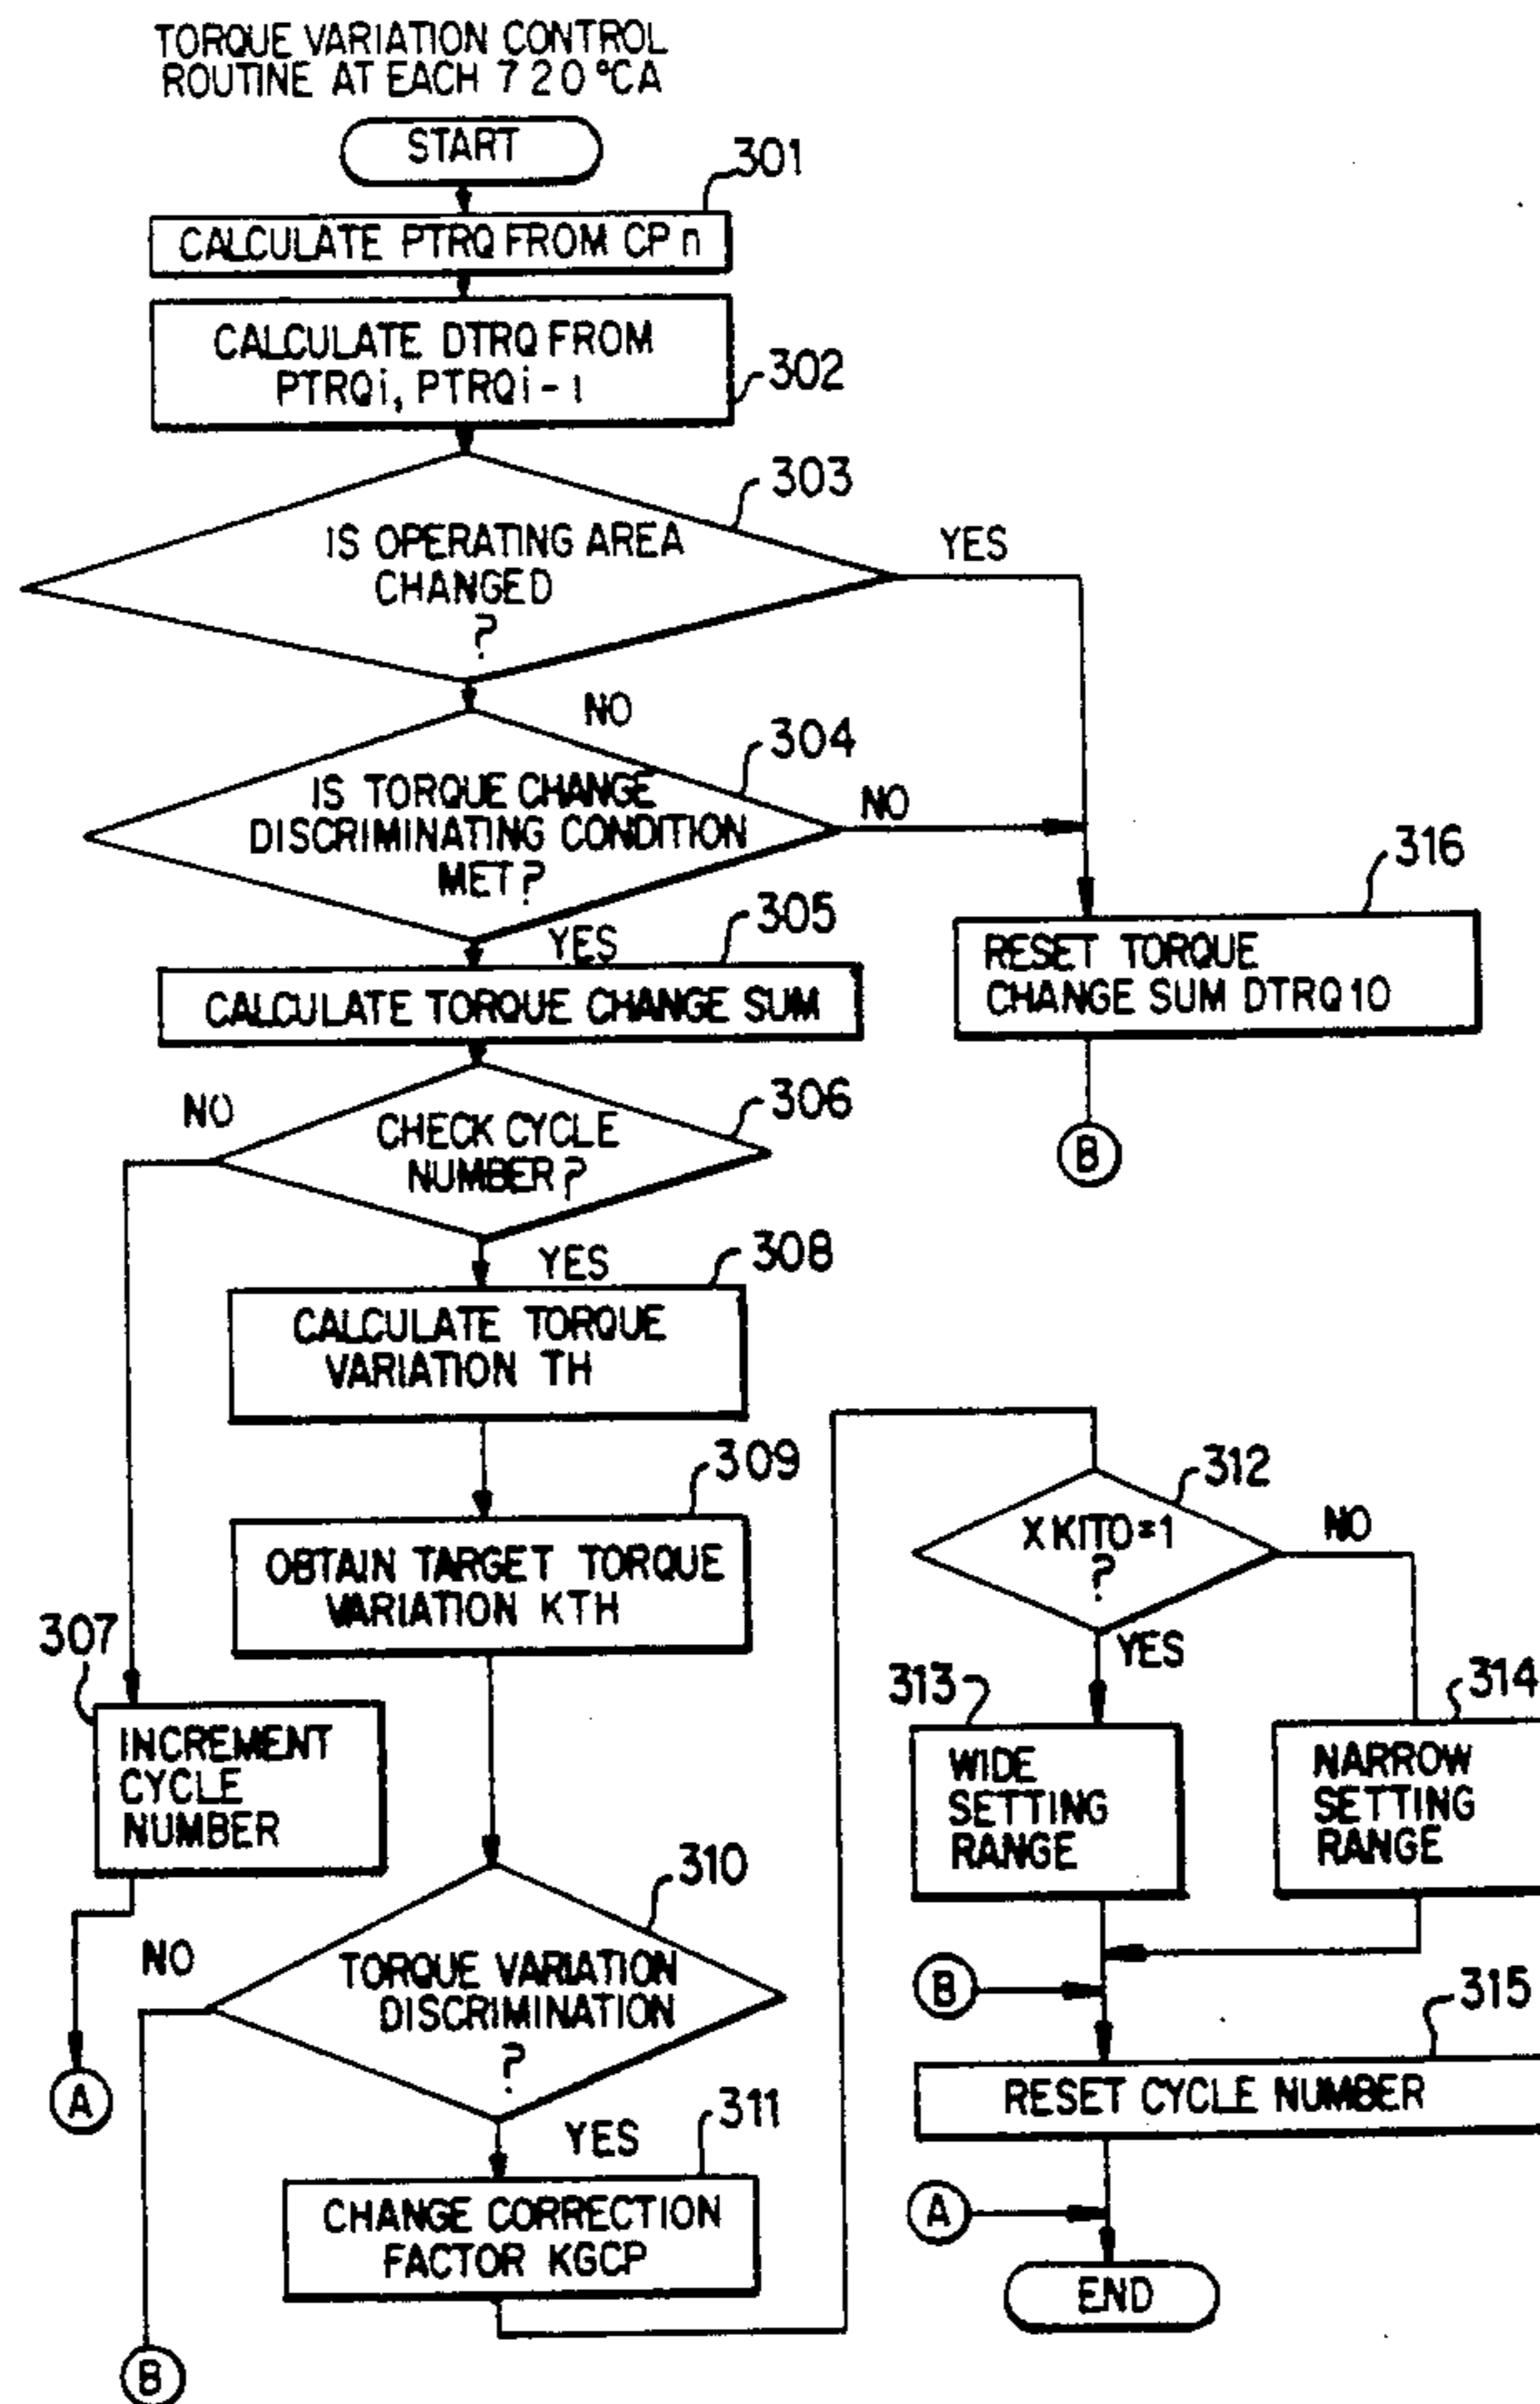 TORQUE VARIATION CONTROL
ROUTINE AT EACH 720°CA
START
301
CALCULATE PTRQ FROM CPn
CALCULATE DTRQ FROM
PTRQi, PTRQi-1
302
303
IS OPERATING AREA
CHANGED
?
YES
NO
304
IS TORQUE CHANGE
DISCRIMINATING CONDITION
MET?
NO
YES
305
CALCULATE TORQUE CHANGE SUM
316
RESET TORQUE
CHANGE SUM DTRQ10
B
306
CHECK CYCLE
NUMBER?
NO
YES
308
CALCULATE TORQUE
VARIATION TH
309
OBTAIN TARGET TORQUE
VARIATION KTH
307
INCREMENT
CYCLE
NUMBER
A
310
TORQUE VARIATION
DISCRIMINATION
?
NO
B
YES
311
CHANGE CORRECTION
FACTOR KGCP
312
XKITO=1
?
NO
YES
313
WIDE
SETTING
RANGE
314
NARROW
SETTING
RANGE
B
315
RESET CYCLE NUMBER
A
END